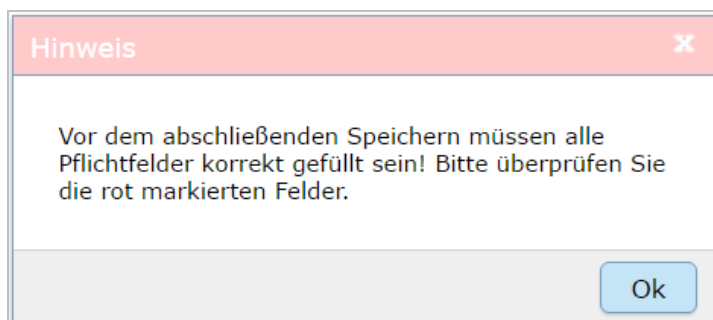 Hinweis x
Vor dem abschließenden Speichern müssen alle
Pflichtfelder korrekt gefüllt sein! Bitte überprüfen Sie
die rot markierten Felder.
Ok